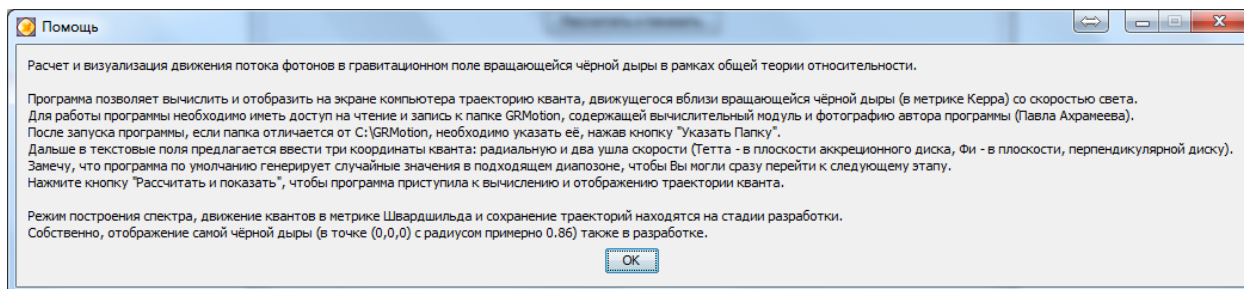 Помощь
Расчет и визуализация движения потока фотонов в гравитационном поле вращающейся чёрной дыры в рамках общей теории относительности.
Программа позволяет вычислить и отобразить на экране компьютера траекторию кванта, движущегося вблизи вращающейся чёрной дыры (в метрике Керра) со скоростью света.
Для работы программы необходимо иметь доступ на чтение и запись к папке GRMotion, содержащей вычислительный модуль и фотографию автора программы (Павла Ахрамеева).
После запуска программы, если папка отличается от C:\GRMotion, необходимо указать её, нажав кнопку "Указать Папку".
Дальше в текстовые поля предлагается ввести три координаты кванта: радиальную и два ушла скорости (Тетта - в плоскости аккреционного диска, Фи - в плоскости, перпендикулярной диску).
Замечу, что программа по умолчанию генерирует случайные значения в подходящем диапозоне, чтобы Вы могли сразу перейти к следующему этапу.
Нажмите кнопку "Рассчитать и показать", чтобы программа приступила к вычислению и отображению траектории кванта.
Режим построения спектра, движение квантов в метрике Швардшильда и сохранение траекторий находятся на стадии разработки.
Собственно, отображение самой чёрной дыры (в точке (0,0,0) с радиусом примерно 0.86) также в разработке.
OK